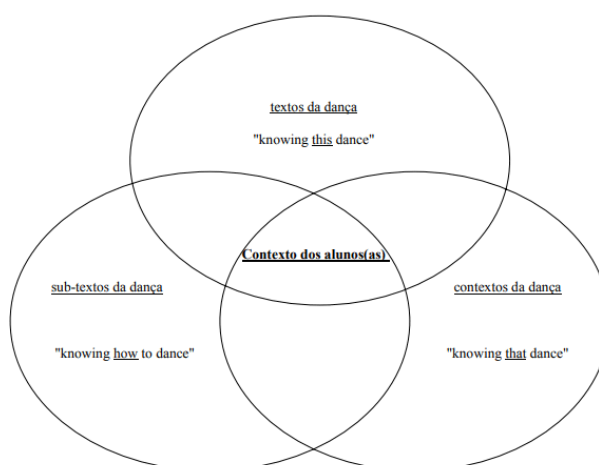 textos da dança
"knowing this dance"
Contexto dos alunos(as)
sub-textos da dança
contextos da dança
"knowing how to dance"
"knowing that dance"